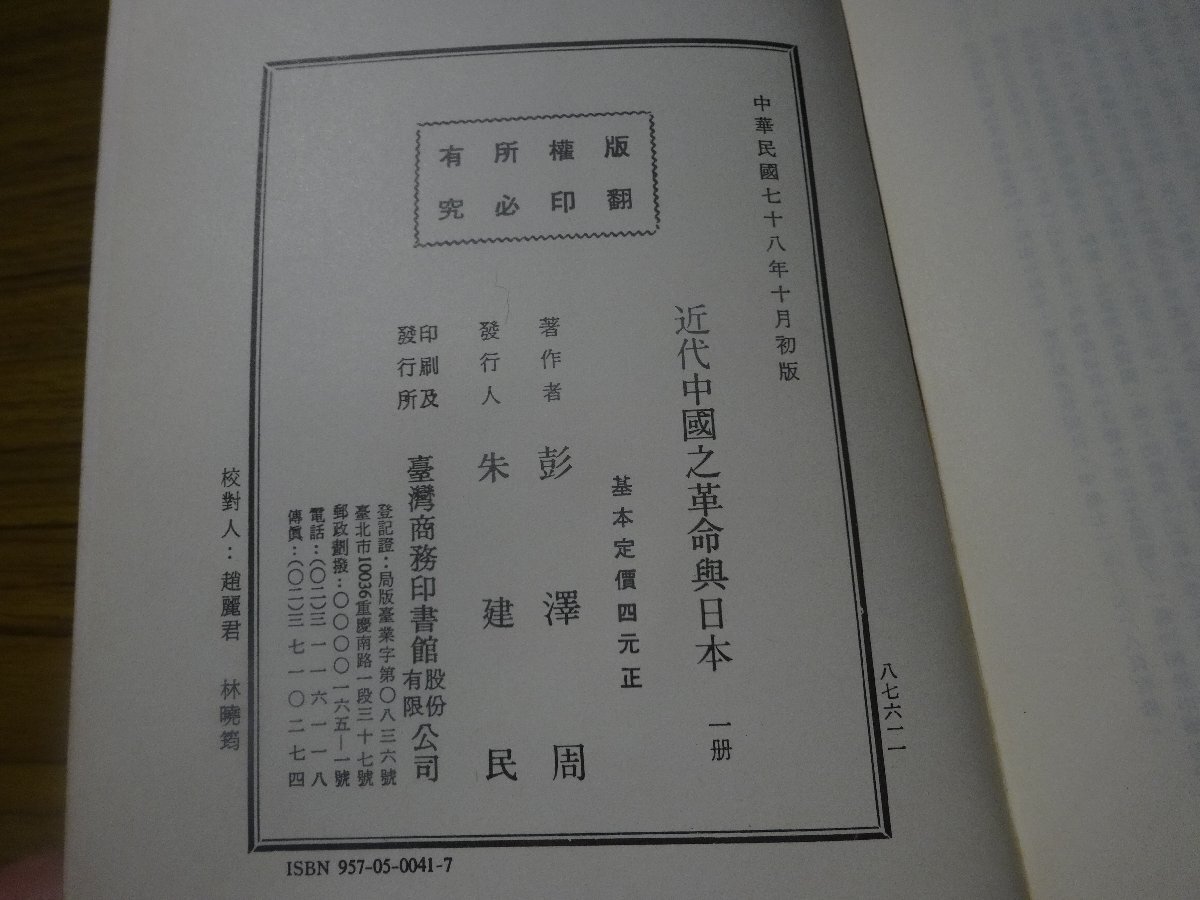 八七六一一
中華民國七十八年十月初版
版權所有
翻印必究
近代中國之革命與日本 一册
基本定價四元正
著作者 彭澤周
發行人 朱建民
印刷及
發行所
臺灣商務印書館股份有限公司
登記證：局版臺業字第〇八三六號
臺北市10036重慶南路一段三十七號
郵政劃撥：〇〇〇〇一六五—一號
電話：(〇二)三一一六一一八
傳眞：(〇二)三七一〇二七四
校對人：趙麗君 林曉筠
ISBN 957-05-0041-7